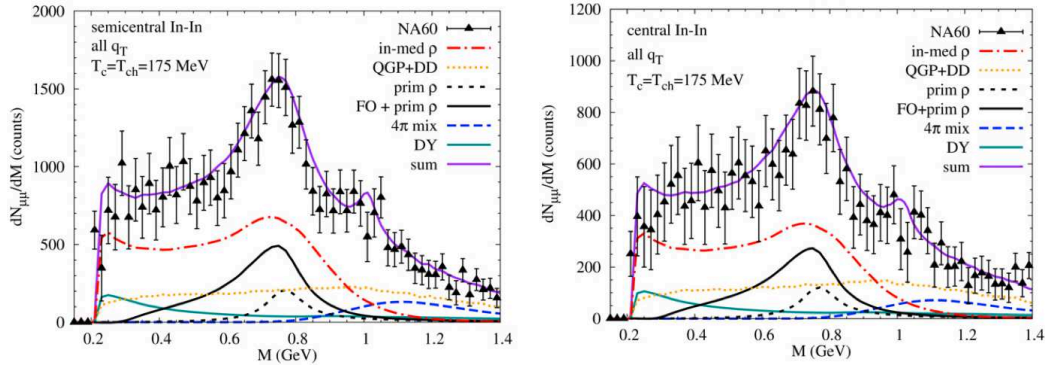 2000
1500
1000
500
0
dN_μμ/dM (counts)
semicentral In-In
all q_T
T_c=T_ch=175 MeV
NA60
in-med ρ
QGP+DD
prim ρ
FO + prim ρ
4π mix
DY
sum
0.2 0.4 0.6 0.8 1 1.2 1.4
M (GeV)
1200
1000
800
600
400
200
0
dN_μμ/dM (counts)
central In-In
all q_T
T_c=T_ch=175 MeV
NA60
in-med ρ
QGP+DD
prim ρ
FO+prim ρ
4π mix
DY
sum
0.2 0.4 0.6 0.8 1 1.2 1.4
M (GeV)